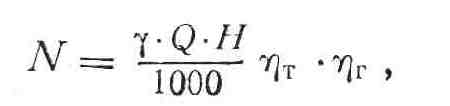 N = γ · Q · H / 1000 η_т · η_г ,